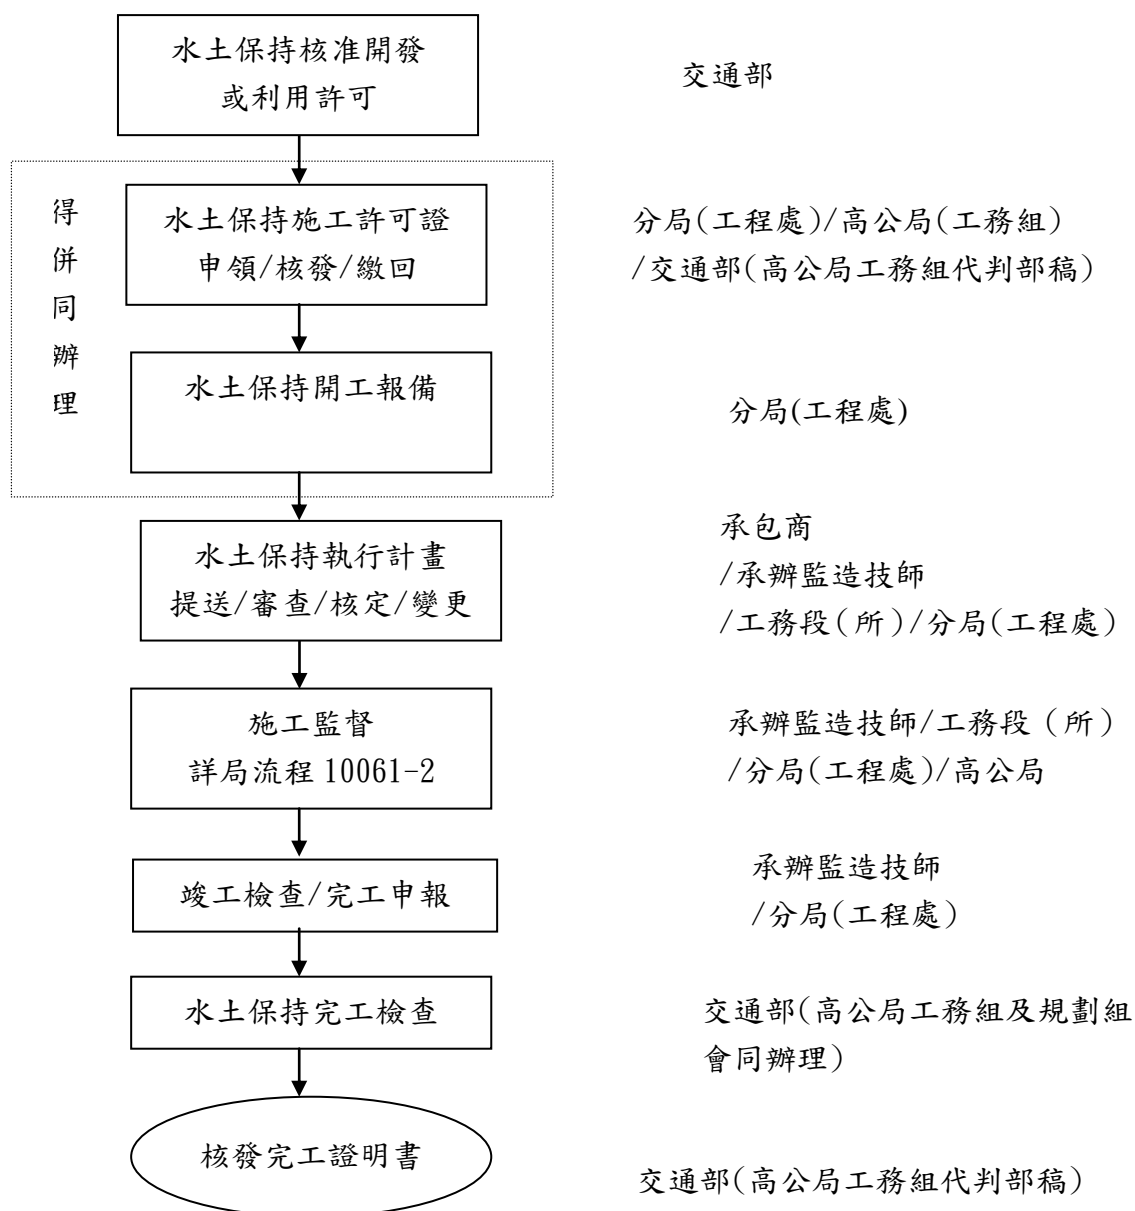 水土保持核准開發
或利用許可
交通部
得
併
同
辦
理
水土保持施工許可證
申領/核發/繳回
分局(工程處)/高公局(工務組)
/交通部(高公局工務組代判部稿)
水土保持開工報備
分局(工程處)
水土保持執行計畫
提送/審查/核定/變更
承包商
/承辦監造技師
/工務段(所)/分局(工程處)
施工監督
詳局流程 10061-2
承辦監造技師/工務段（所）
/分局(工程處)/高公局
竣工檢查/完工申報
承辦監造技師
/分局(工程處)
水土保持完工檢查
交通部(高公局工務組及規劃組
會同辦理)
核發完工證明書
交通部(高公局工務組代判部稿)